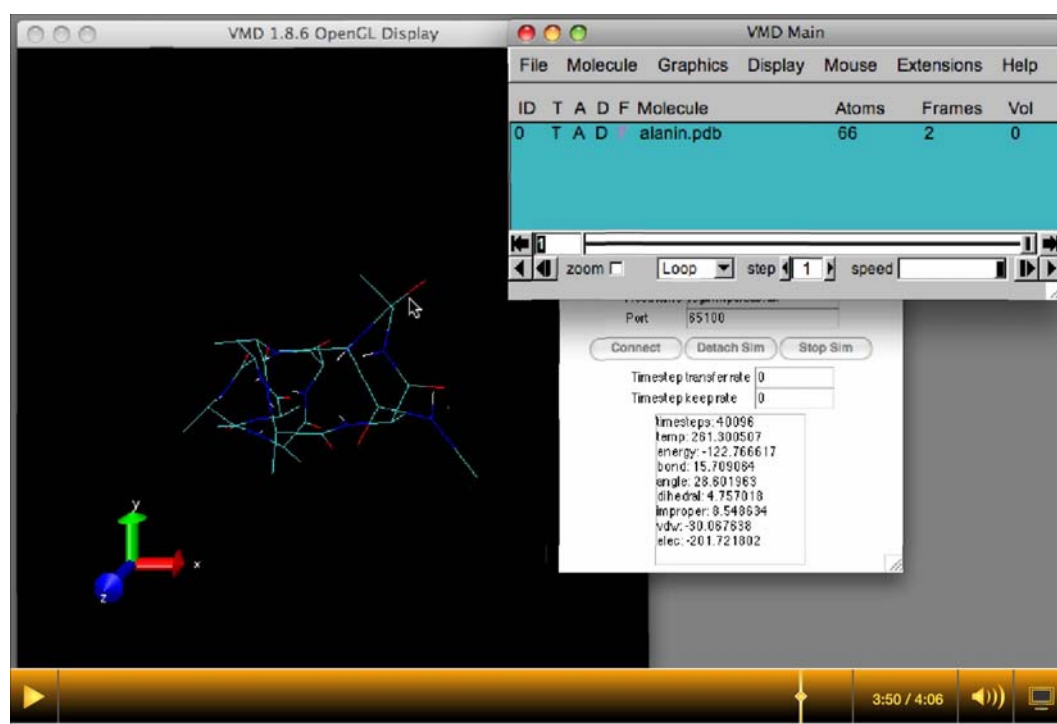 VMD 1.8.6 OpenGL Display
VMD Main
File Molecule Graphics Display Mouse Extensions Help
ID T A D F Molecule Atoms Frames Vol
0 T A D F alanin.pdb 66 2 0
1
zoom Loop step 1 speed
Port 65100
Connect Detach Sim Stop Sim
Timestep transfer rate 0
Timestep keep rate 0
timesteps: 40096
temp: 261.300507
energy: -122.766617
bond: 15.709064
angle: 28.601963
dihedral: 4.757018
improper: 8.548634
vdw: -30.067638
elec: -201.721802
y
x
z
3:50 / 4:06